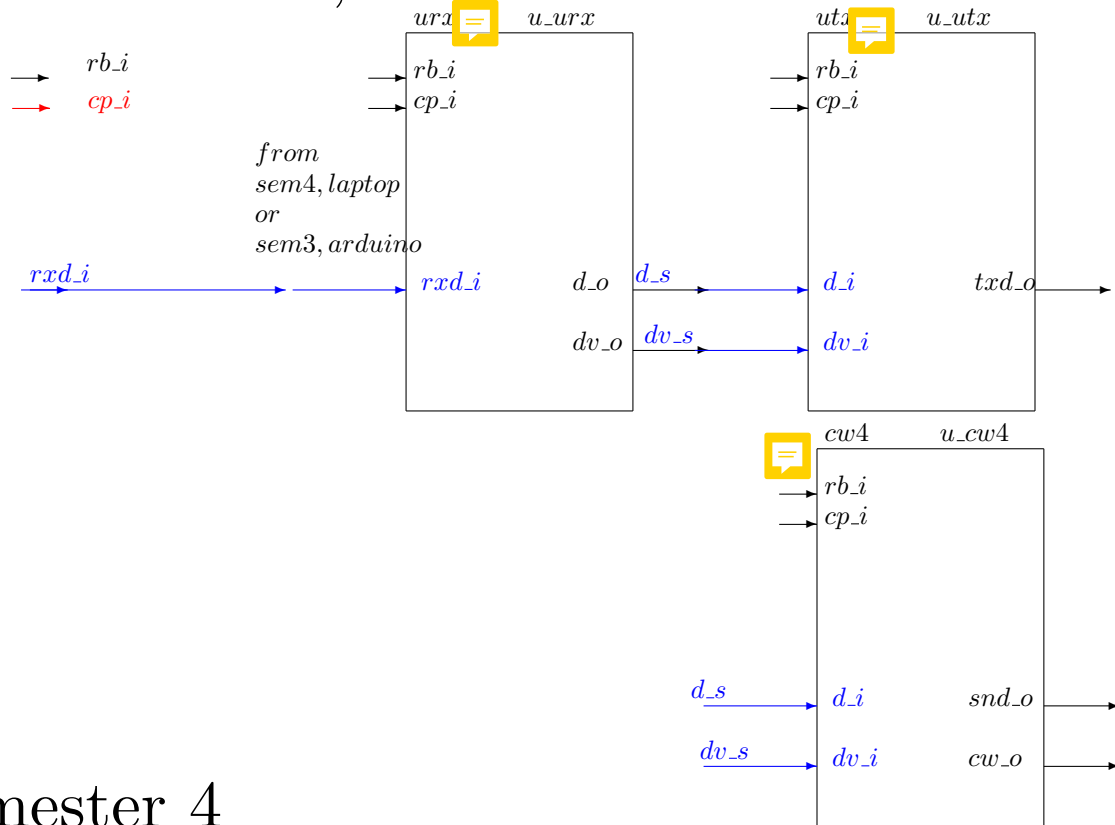 urx u_urx utx u_utx
rb_i rb_i rb_i
cp_i cp_i cp_i
from
sem4, laptop
or
sem3, arduino
rxd_i rxd_i d_o d_s d_i txd_o
dv_o dv_s dv_i
cw4 u_cw4
rb_i
cp_i
d_s d_i snd_o
dv_s dv_i cw_o
mester 4